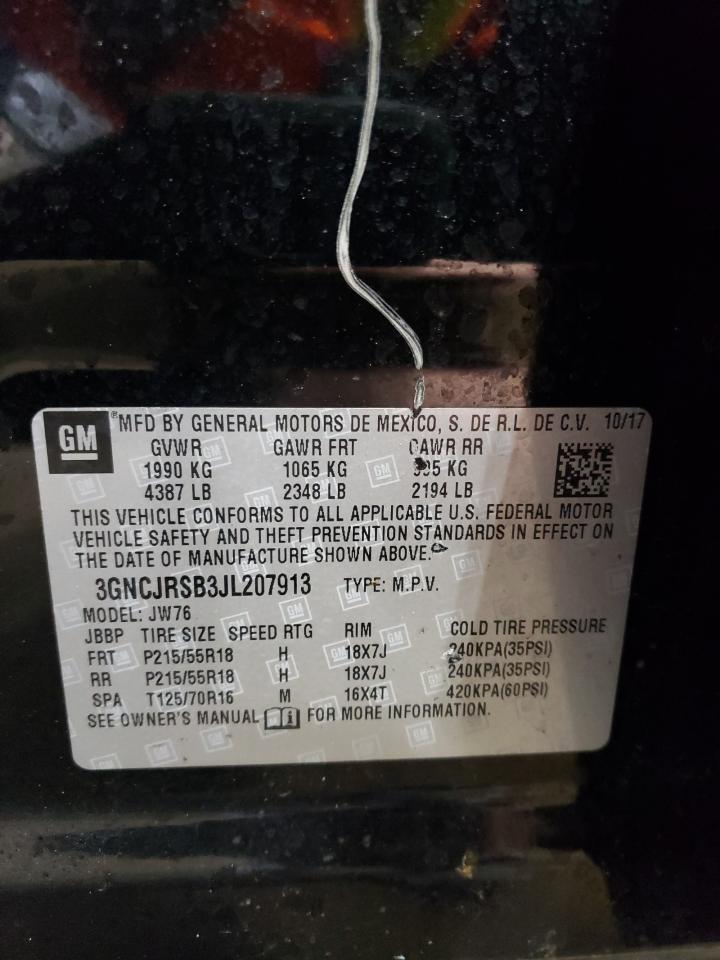 GM
®MFD BY GENERAL MOTORS DE MEXICO, S. DE R.L. DE C.V. 10/17
GVWR GAWR FRT GAWR RR
1990 KG 1065 KG 995 KG
4387 LB 2348 LB 2194 LB
THIS VEHICLE CONFORMS TO ALL APPLICABLE U.S. FEDERAL MOTOR
VEHICLE SAFETY AND THEFT PREVENTION STANDARDS IN EFFECT ON
THE DATE OF MANUFACTURE SHOWN ABOVE.
3GNCJRSB3JL207913 TYPE: M.P.V.
MODEL: JW76
JBBP TIRE SIZE SPEED RTG RIM COLD TIRE PRESSURE
FRT P215/55R18 H 18X7J 240KPA(35PSI)
RR P215/55R18 H 18X7J 240KPA(35PSI)
SPA T125/70R16 M 16X4T 420KPA(60PSI)
SEE OWNER'S MANUAL FOR MORE INFORMATION.